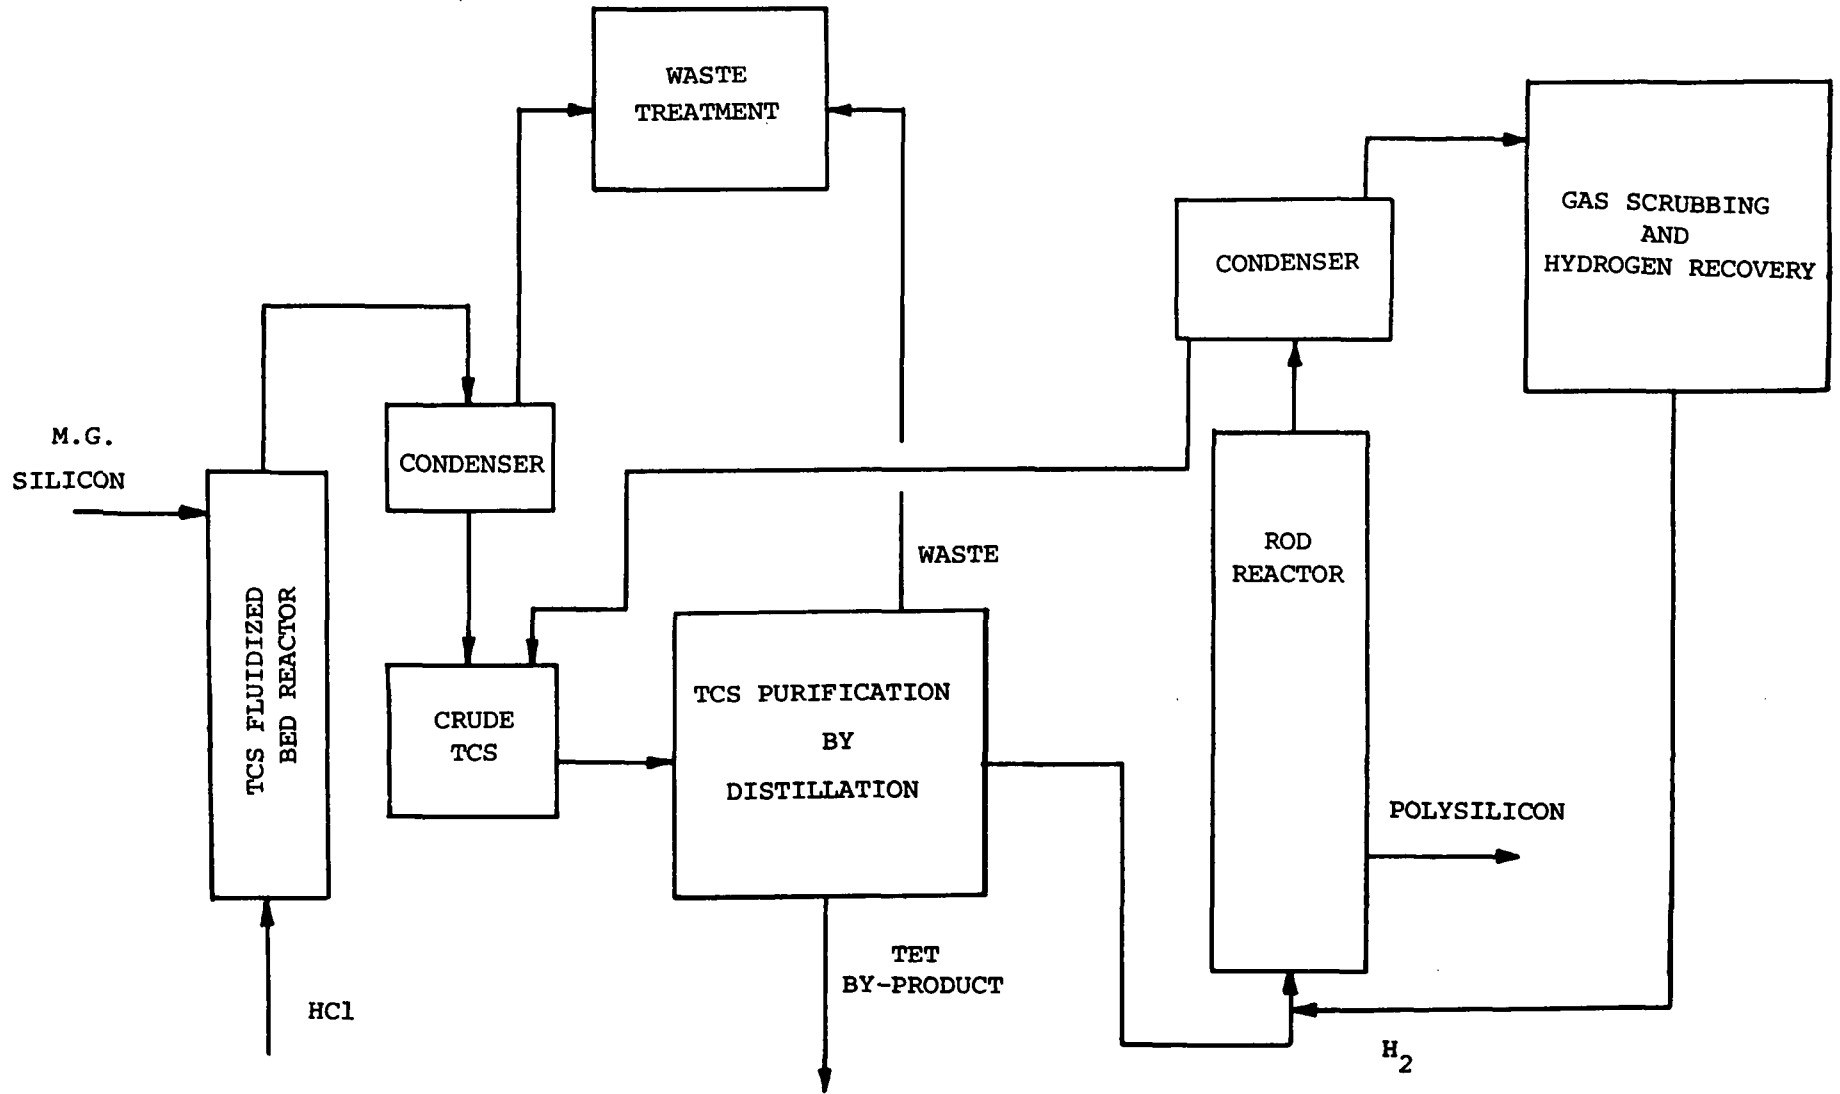 WASTE
TREATMENT
GAS SCRUBBING
AND
HYDROGEN RECOVERY
CONDENSER
M.G.
SILICON
CONDENSER
TCS FLUIDIZED
BED REACTOR
WASTE
ROD
REACTOR
CRUDE
TCS
TCS PURIFICATION
BY
DISTILLATION
POLYSILICON
TET
BY-PRODUCT
HCl
H2